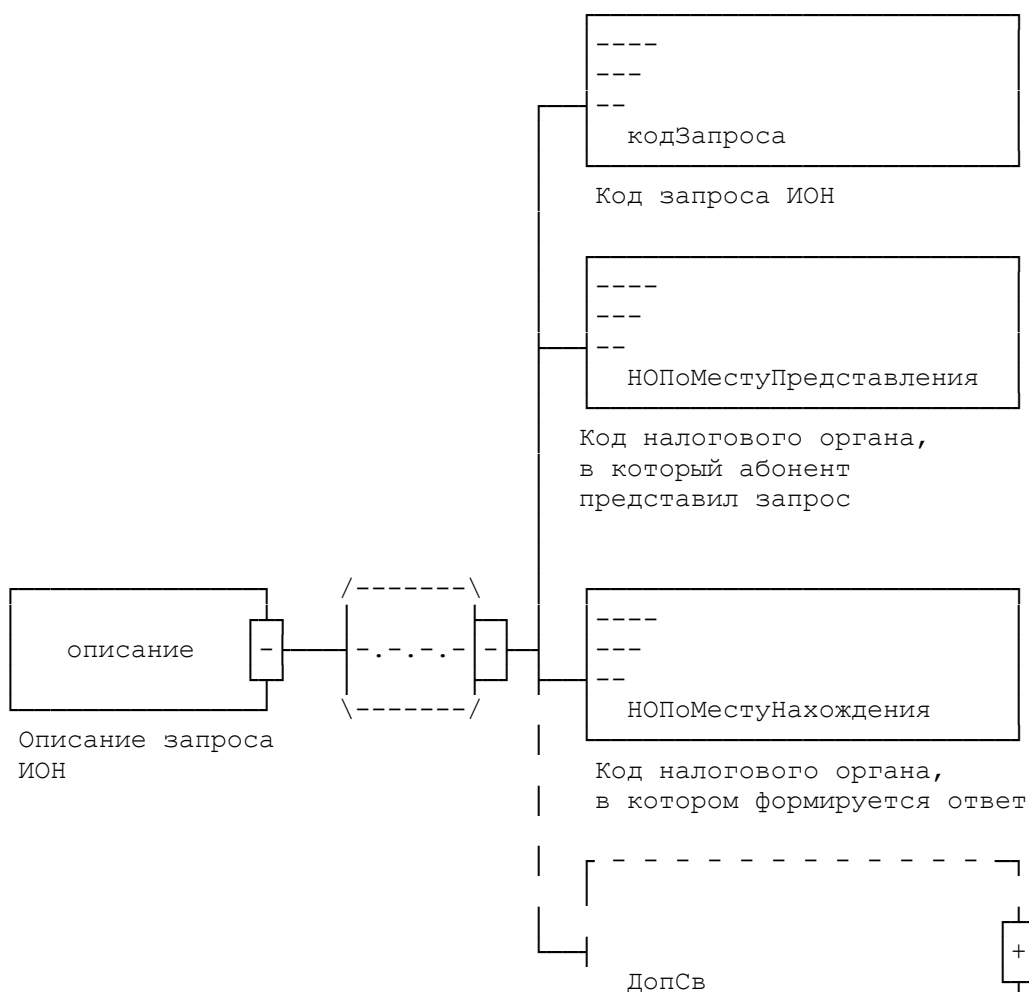 ----
---
--
кодЗапроса
Код запроса ИОН
----
---
--
НОПоМестуПредставления
Код налогового органа,
в который абонент
представил запрос
/-------\
описание
-
-.-.-.-
-
\-------/
Описание запроса
ИОН
----
---
--
НОПоМестуНахождения
Код налогового органа,
в котором формируется ответ
+
ДопСв